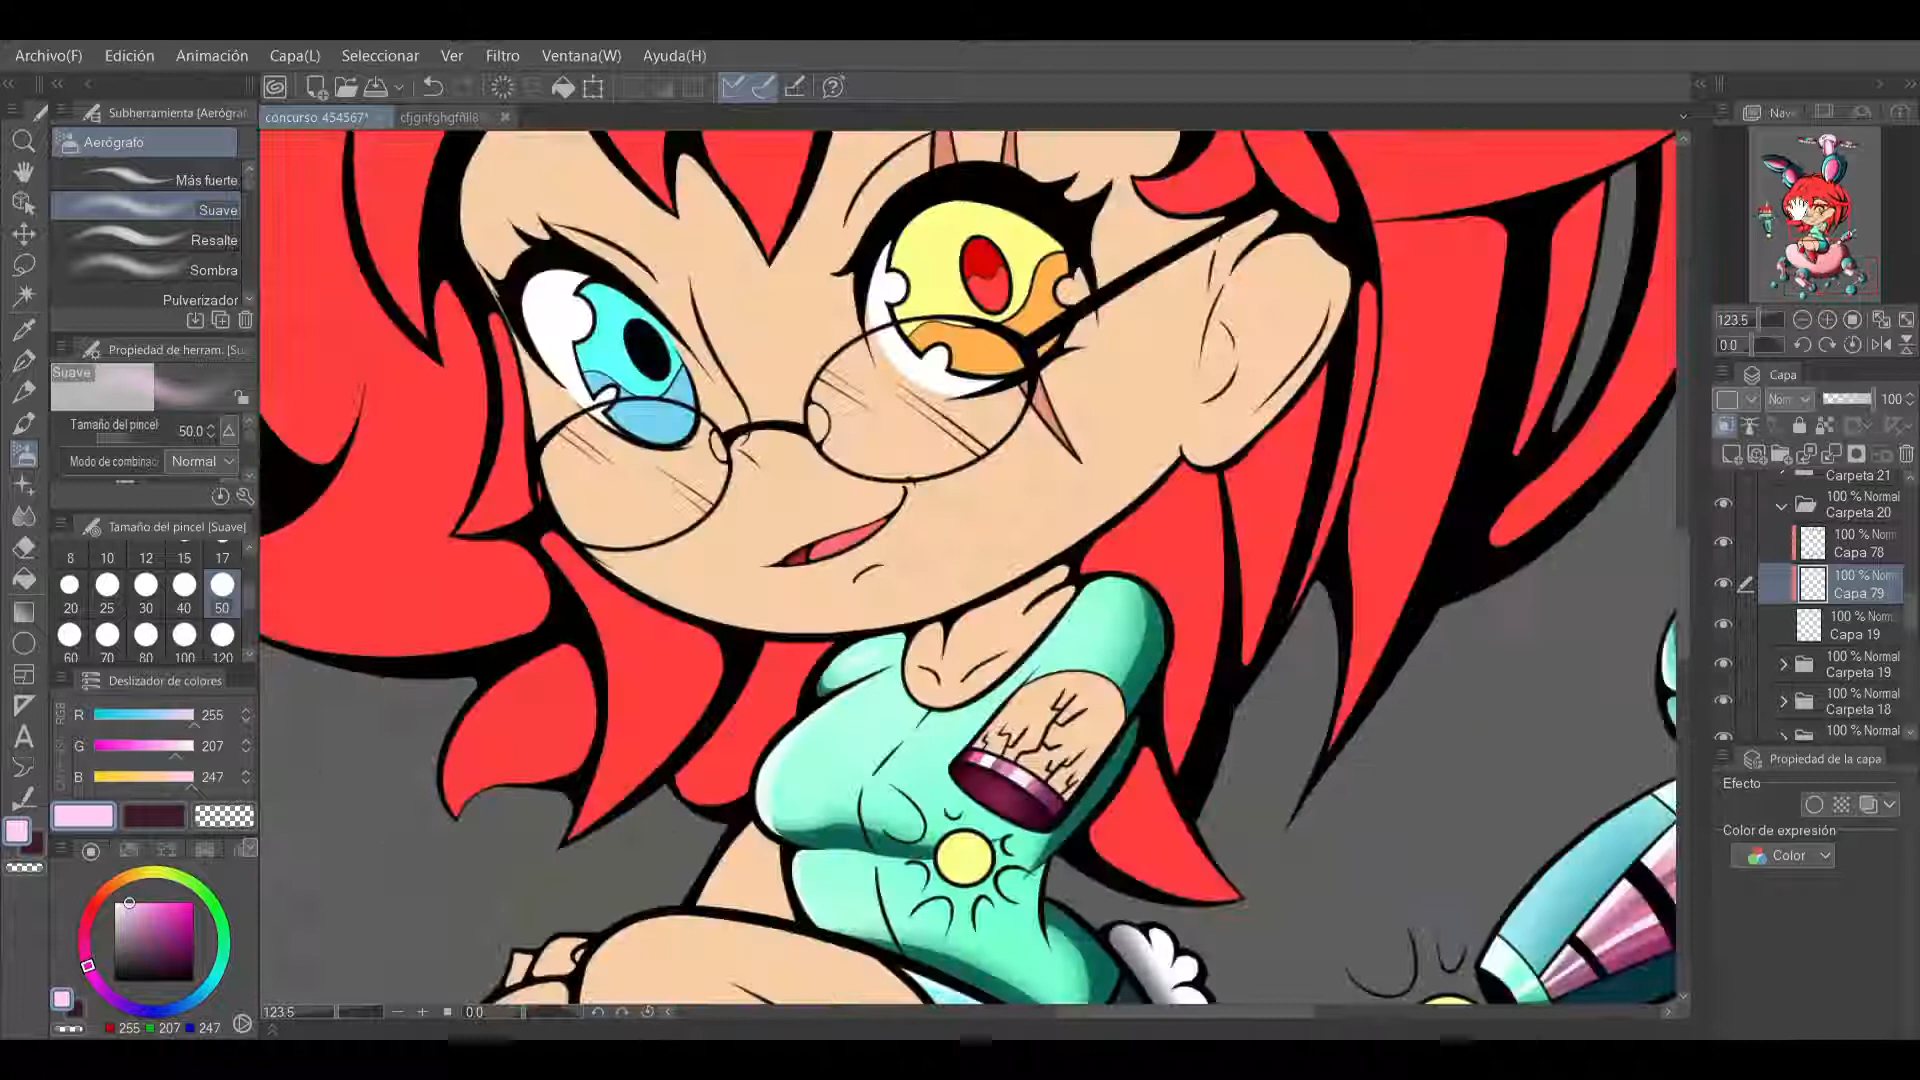 Archivo(F) Edición Animación Capa(L) Seleccionar Ver Filtro Ventana(W) Ayuda(H)
Subherramienta [Aerógraf
concurso 454567*
Nave
Aerógrafo
Más fuerte
Suave
Resalte
Sombra
Pulverizador
Propiedad de herram. [Su
Suave
Tamaño del pincel 50.0
Modo de combinac Normal
Tamaño del pincel [Suave]
8 10 12 15 17
20 25 30 40 50
60 70 80 100 120
Deslizador de colores
R 255
G 207
B 247
255 207 247
123.5 0.0
123.5
0.0
Capa
Norm 100
Carpeta 21
100 % Normal
Carpeta 20
100 % Norm
Capa 78
100 % Norm
Capa 79
100 % Norm
Capa 19
100 % Normal
Carpeta 19
100 % Normal
Carpeta 18
100 % Normal
Propiedad de la capa
Efecto
Color de expresión
Color